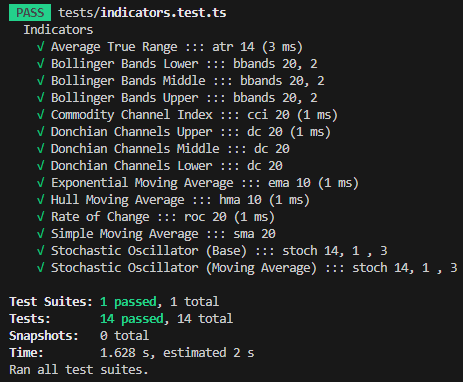 PASS tests/indicators.test.ts
Indicators
√ Average True Range ::: atr 14 (3 ms)
√ Bollinger Bands Lower ::: bbands 20, 2
√ Bollinger Bands Middle ::: bbands 20, 2
√ Bollinger Bands Upper ::: bbands 20, 2
√ Commodity Channel Index ::: cci 20 (1 ms)
√ Donchian Channels Upper ::: dc 20 (1 ms)
√ Donchian Channels Middle ::: dc 20
√ Donchian Channels Lower ::: dc 20
√ Exponential Moving Average ::: ema 10 (1 ms)
√ Hull Moving Average ::: hma 10 (1 ms)
√ Rate of Change ::: roc 20 (1 ms)
√ Simple Moving Average ::: sma 20
√ Stochastic Oscillator (Base) ::: stoch 14, 1 , 3
√ Stochastic Oscillator (Moving Average) ::: stoch 14, 1 , 3
Test Suites: 1 passed, 1 total
Tests: 14 passed, 14 total
Snapshots: 0 total
Time: 1.628 s, estimated 2 s
Ran all test suites.